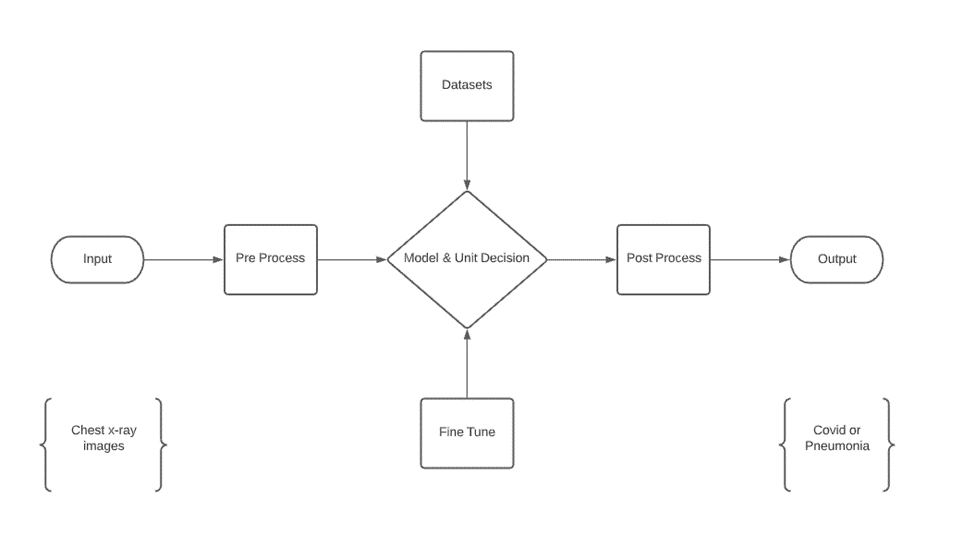 Datasets
Input
Pre Process
Model & Unit Decision
Post Process
Output
Fine Tune
Chest x-ray
images
Covid or
Pneumonia